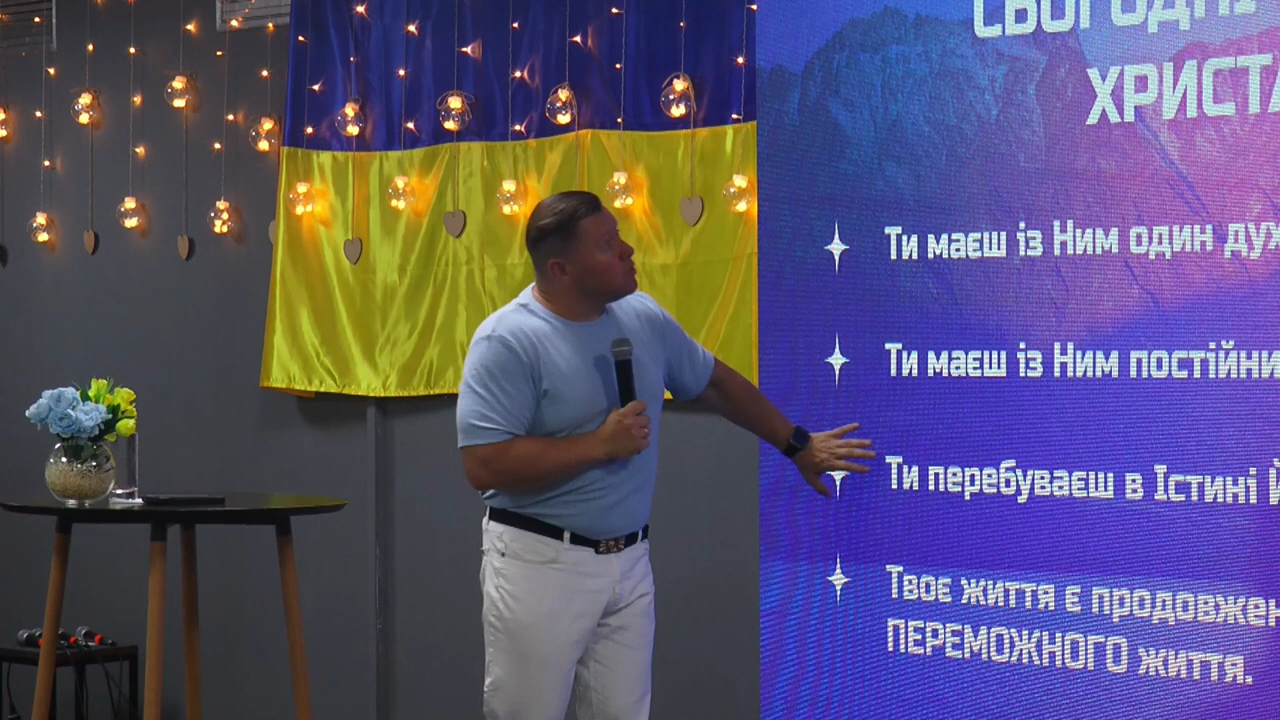 СЬОГОДНІ
ХРИСТА
Ти маєш із Ним один дух
Ти маєш із Ним постійни
Ти перебуваєш в Істині Й
Твоє життя є продовжен
ПЕРЕМОЖНОГО життя.